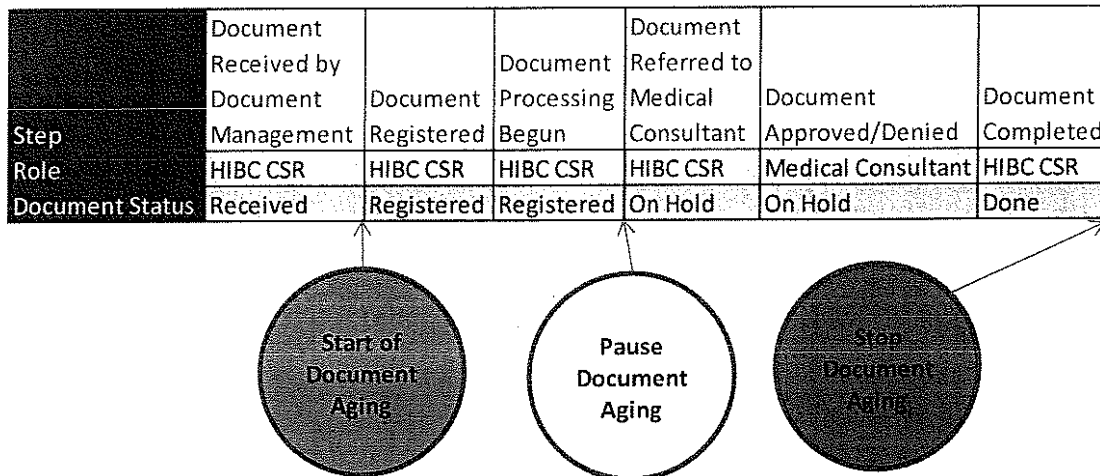 Document Received by Document Management
Document Registered
Document Processing Begun
Document Referred to Medical Consultant
Document Approved/Denied
Document Completed
Step
Role HIBC CSR HIBC CSR HIBC CSR HIBC CSR Medical Consultant HIBC CSR
Document Status Received Registered Registered On Hold On Hold Done
Start of
Document
Aging
Pause
Document
Aging
Stop
Document
Aging